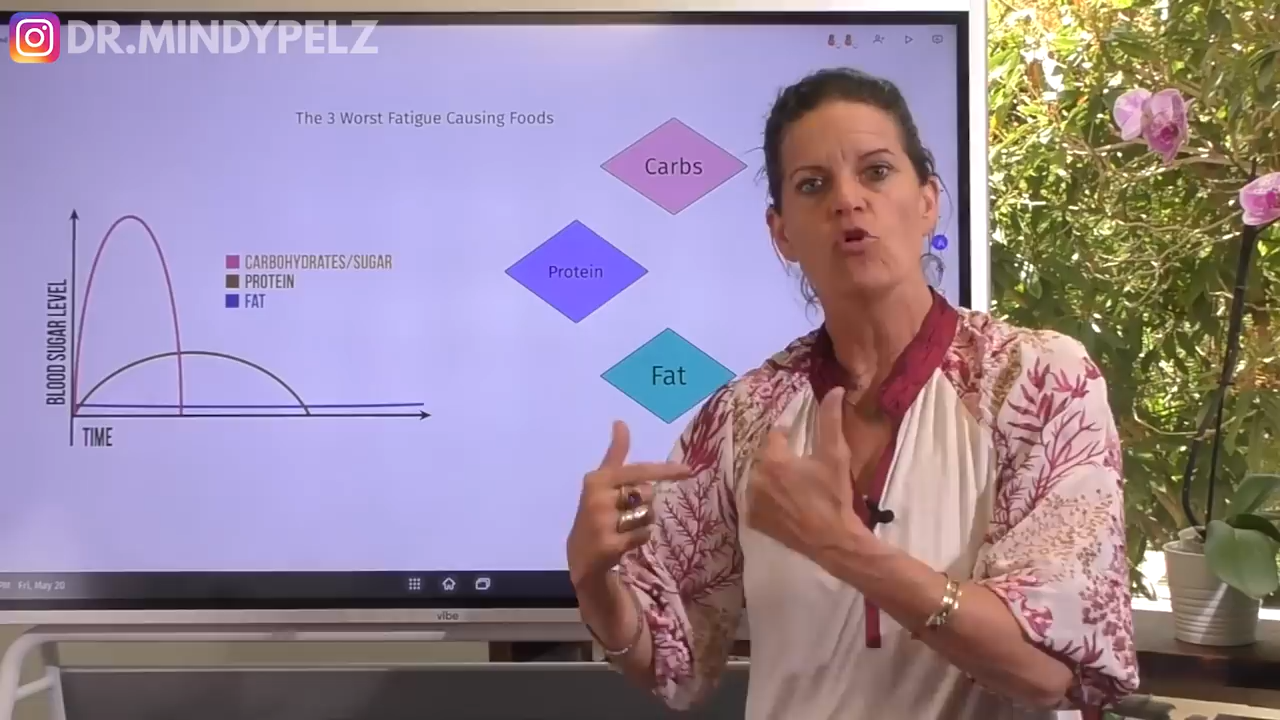 DR.MINDYPELZ
The 3 Worst Fatigue Causing Foods
Carbs
Protein
Fat
BLOOD SUGAR LEVEL
TIME
CARBOHYDRATES/SUGAR
PROTEIN
FAT
PM Fri, May 20
vibe
A